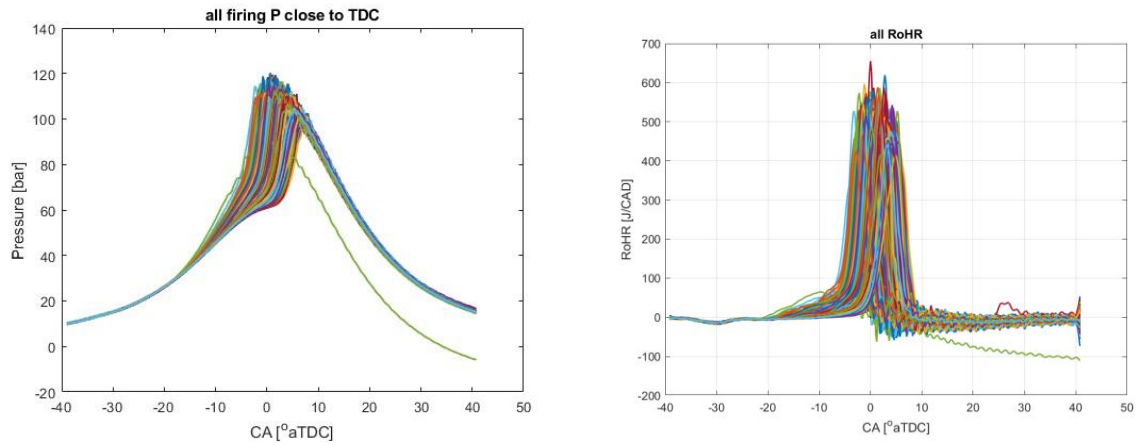 all firing P close to TDC
140
120
100
80
60
40
20
0
-20
-40 -30 -20 -10 0 10 20 30 40 50
Pressure [bar]
CA [°aTDC]
all RoHR
700
600
500
400
300
200
100
0
-100
-200
-40 -30 -20 -10 0 10 20 30 40 50
RoHR [J/CAD]
CA [°aTDC]